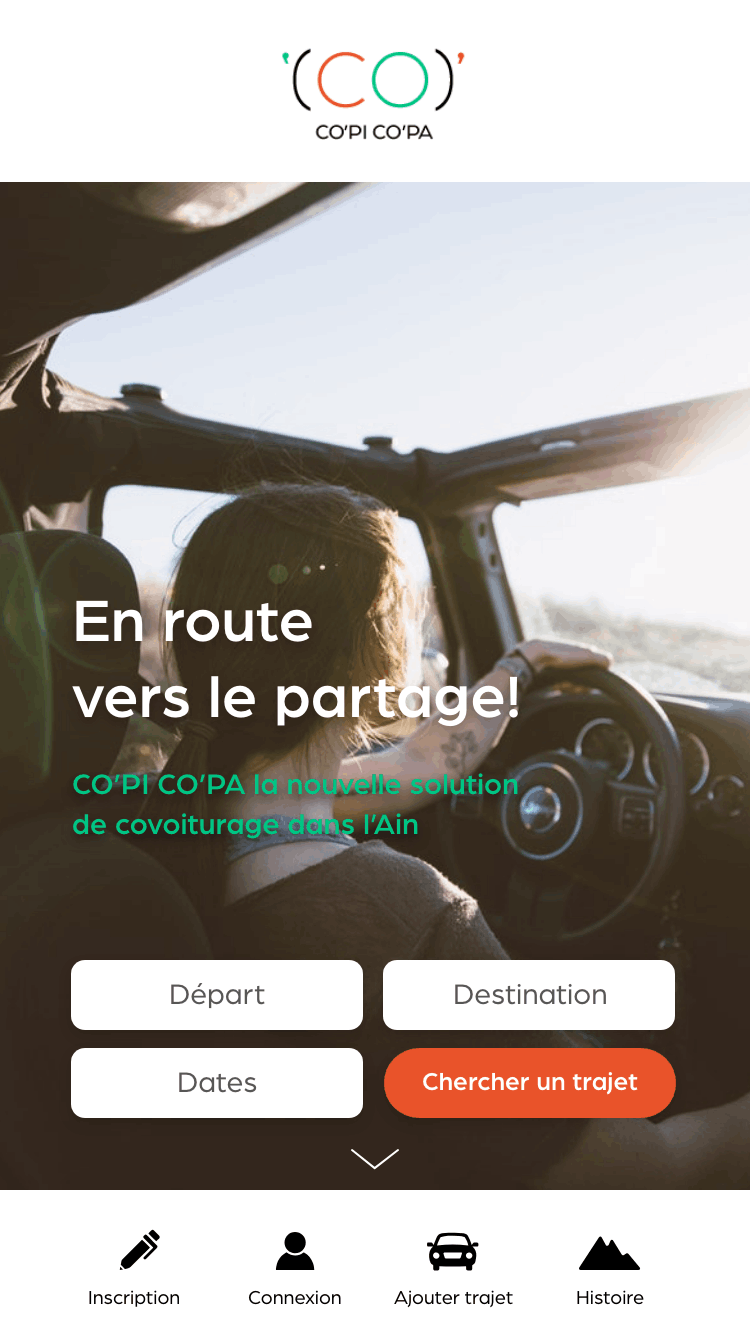 '(CO)'
CO'PI CO'PA
En route
vers le partage!
CO'PI CO'PA la nouvelle solution
de covoiturage dans l'Ain
Départ
Destination
Dates
Chercher un trajet
Inscription
Connexion
Ajouter trajet
Histoire